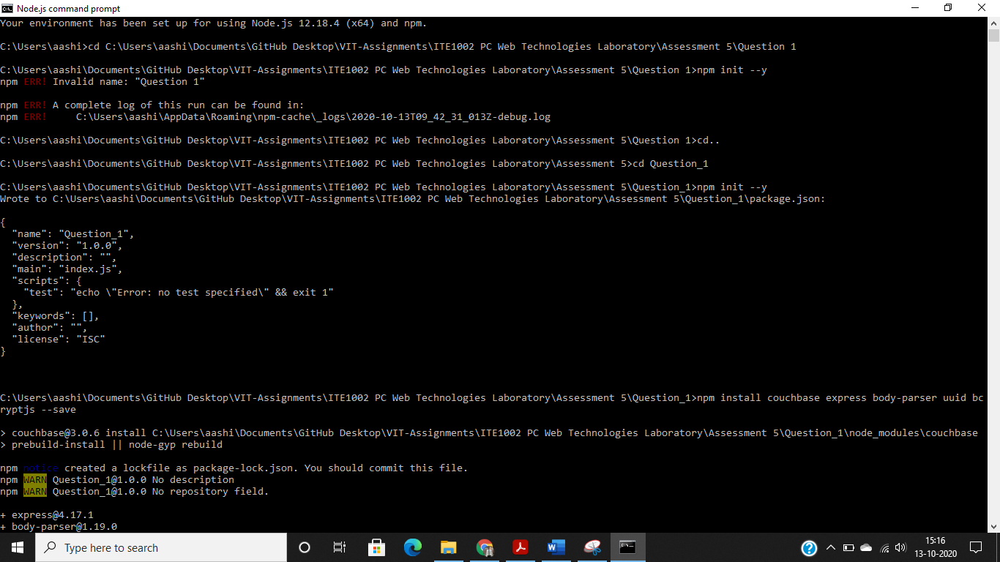 Node.js command prompt
Your environment has been set up for using Node.js 12.18.4 (x64) and npm.
C:\Users\aashi>cd C:\Users\aashi\Documents\GitHub Desktop\VIT-Assignments\ITE1002 PC Web Technologies Laboratory\Assessment 5\Question 1
C:\Users\aashi\Documents\GitHub Desktop\VIT-Assignments\ITE1002 PC Web Technologies Laboratory\Assessment 5\Question 1>npm init --y
npm ERR! Invalid name: "Question 1"
npm ERR! A complete log of this run can be found in:
npm ERR!     C:\Users\aashi\AppData\Roaming\npm-cache\_logs\2020-10-13T09_42_31_013Z-debug.log
C:\Users\aashi\Documents\GitHub Desktop\VIT-Assignments\ITE1002 PC Web Technologies Laboratory\Assessment 5\Question 1>cd..
C:\Users\aashi\Documents\GitHub Desktop\VIT-Assignments\ITE1002 PC Web Technologies Laboratory\Assessment 5>cd Question_1
C:\Users\aashi\Documents\GitHub Desktop\VIT-Assignments\ITE1002 PC Web Technologies Laboratory\Assessment 5\Question_1>npm init --y
Wrote to C:\Users\aashi\Documents\GitHub Desktop\VIT-Assignments\ITE1002 PC Web Technologies Laboratory\Assessment 5\Question_1\package.json:
{
  "name": "Question_1",
  "version": "1.0.0",
  "description": "",
  "main": "index.js",
  "scripts": {
    "test": "echo \"Error: no test specified\" && exit 1"
  },
  "keywords": [],
  "author": "",
  "license": "ISC"
}
C:\Users\aashi\Documents\GitHub Desktop\VIT-Assignments\ITE1002 PC Web Technologies Laboratory\Assessment 5\Question_1>npm install couchbase express body-parser uuid bc
ryptjs --save
> couchbase@3.0.6 install C:\Users\aashi\Documents\GitHub Desktop\VIT-Assignments\ITE1002 PC Web Technologies Laboratory\Assessment 5\Question_1\node_modules\couchbase
> prebuild-install || node-gyp rebuild
npm notice created a lockfile as package-lock.json. You should commit this file.
npm WARN Question_1@1.0.0 No description
npm WARN Question_1@1.0.0 No repository field.
+ express@4.17.1
+ body-parser@1.19.0
Type here to search
15:16
13-10-2020